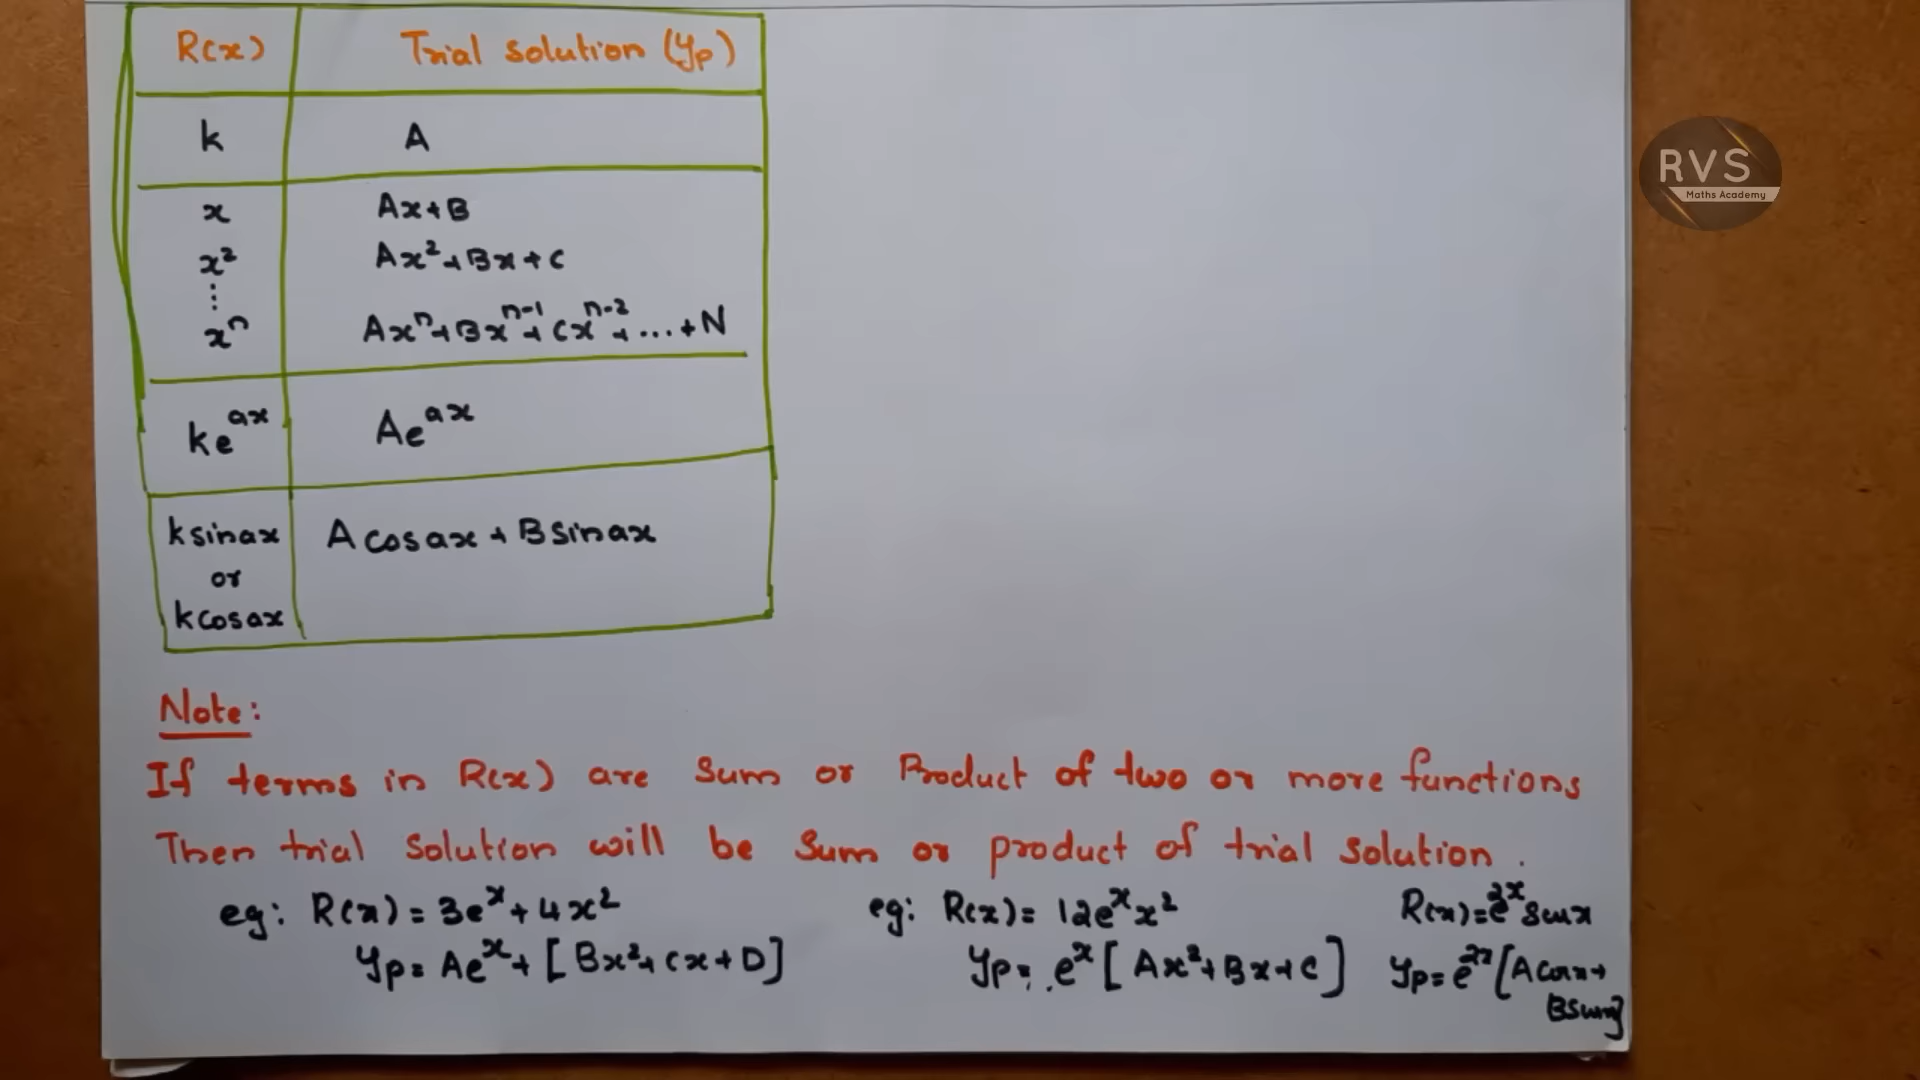 R(x) Trial solution (yp)
k A
x Ax+B
x² Ax²+Bx+C
⋮
xⁿ Axⁿ+Bxⁿ⁻¹+Cxⁿ⁻²+...+N
ke^ax Ae^ax
ksinax Acosax+Bsinax
or
kcosax
RVS
Maths Academy
Note:
If terms in R(x) are Sum or Product of two or more functions
Then trial solution will be Sum or product of trial solution.
eg: R(x)=3e^x+4x²
yp=Ae^x+[Bx²+Cx+D]
eg: R(x)=12e^x x²
yp=e^x[Ax²+Bx+C]
R(x)=e^2x sinx
yp=e^2x[Acosx+
Bsinx]